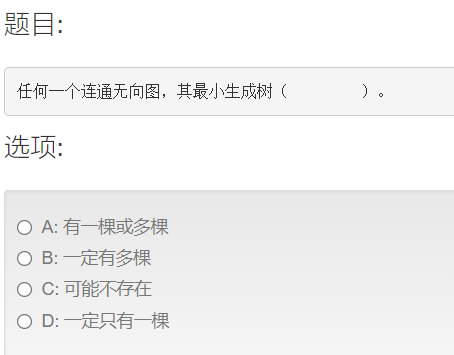 题目:
任何一个连通无向图，其最小生成树（　　　　）。
选项:
A: 有一棵或多棵
B: 一定有多棵
C: 可能不存在
D: 一定只有一棵